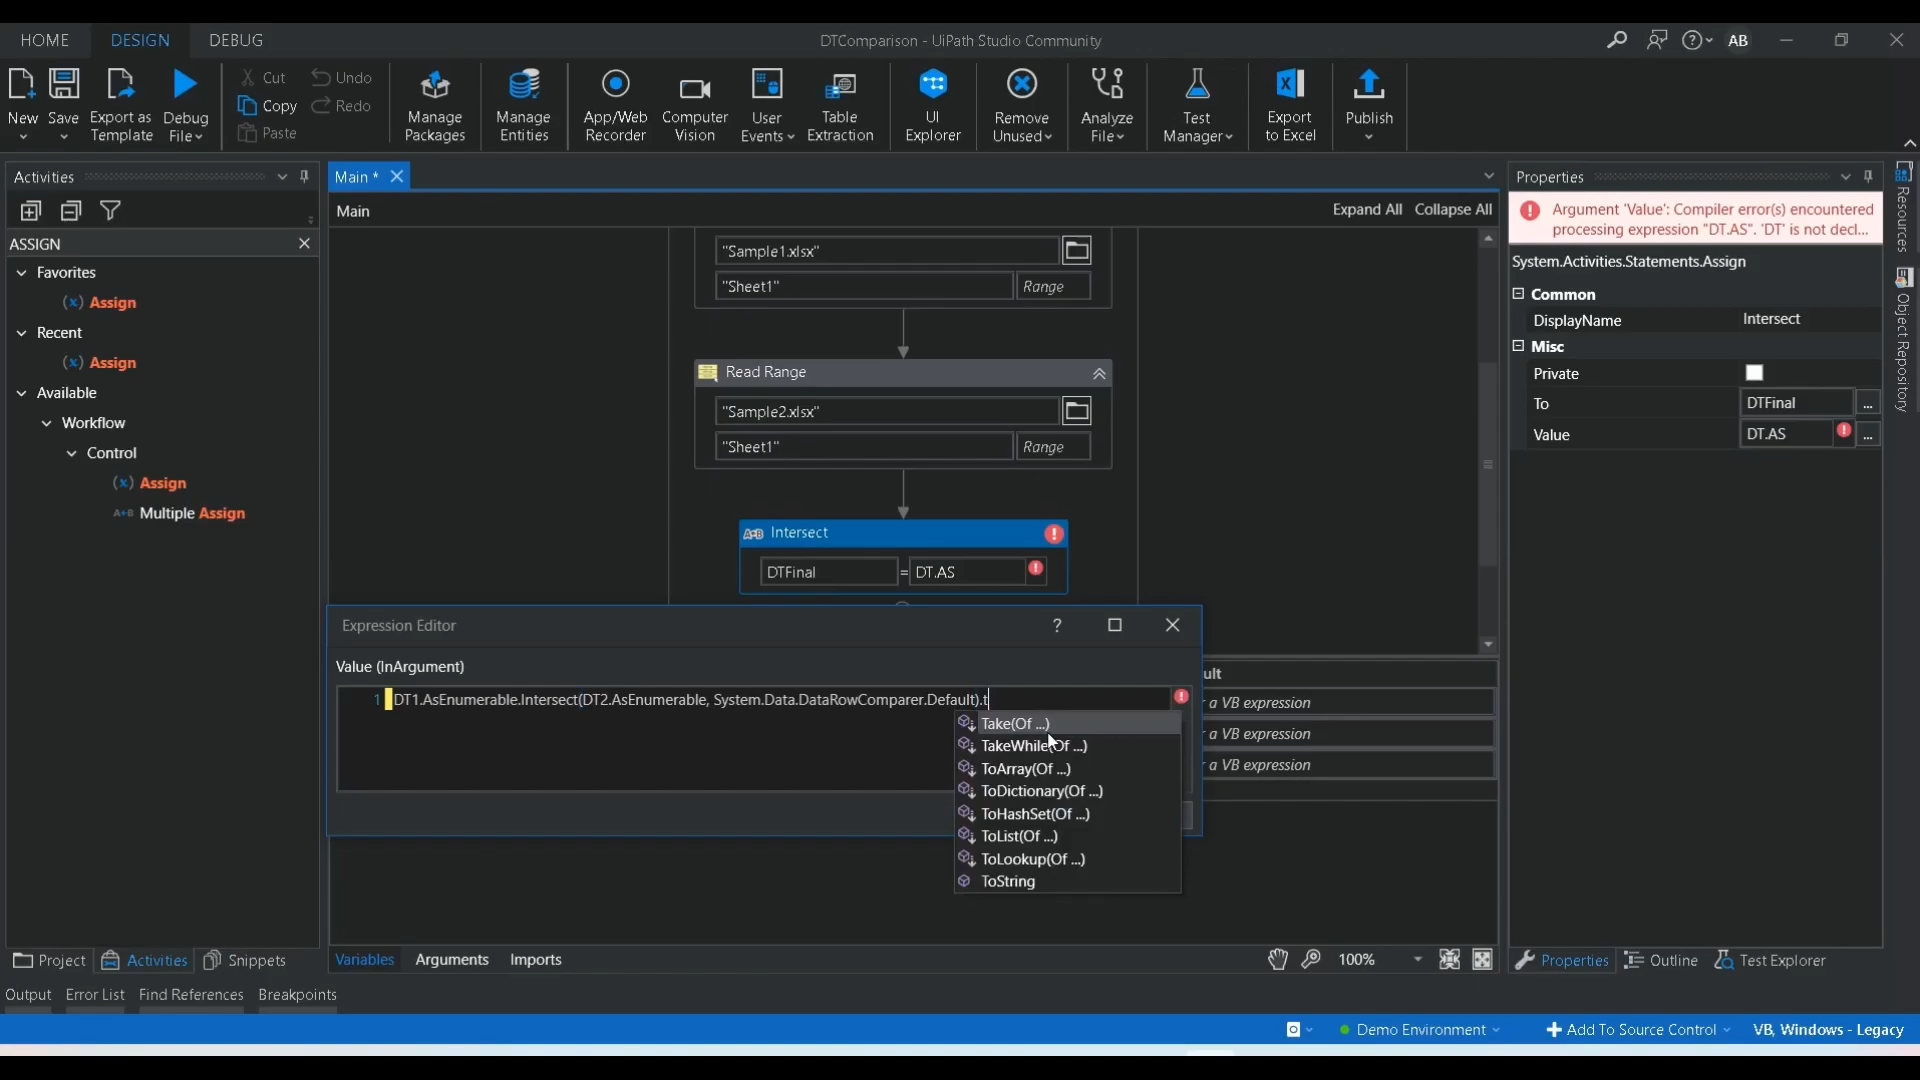 HOME DESIGN DEBUG DTComparison - UiPath Studio Community AB
New Save Export as Template Debug File Cut Copy Paste Undo Redo Manage Packages Manage Entities App/Web Recorder Computer Vision User Events Table Extraction UI Explorer Remove Unused Analyze File Test Manager Export to Excel Publish
Activities
ASSIGN
Favorites
(x) Assign
Recent
(x) Assign
Available
Workflow
Control
(x) Assign
A+B Multiple Assign
Main *
Main Expand All Collapse All
"Sample1.xlsx"
"Sheet1" Range
Read Range
"Sample2.xlsx"
"Sheet1" Range
A=B Intersect
DTFinal = DT.AS
Expression Editor ?
Value (InArgument)
1 DT1.AsEnumerable.Intersect(DT2.AsEnumerable, System.Data.DataRowComparer.Default).t
Take(Of ...)
TakeWhile(Of ...)
ToArray(Of ...)
ToDictionary(Of ...)
ToHashSet(Of ...)
ToList(Of ...)
ToLookup(Of ...)
ToString
ult
r a VB expression
r a VB expression
r a VB expression
Variables Arguments Imports 100%
Properties
Argument 'Value': Compiler error(s) encountered
processing expression "DT.AS". 'DT' is not decl...
System.Activities.Statements.Assign
Common
DisplayName Intersect
Misc
Private
To DTFinal ...
Value DT.AS ...
Resources
Object Repository
Project Activities Snippets
Properties Outline Test Explorer
Output Error List Find References Breakpoints
Demo Environment Add To Source Control VB, Windows - Legacy